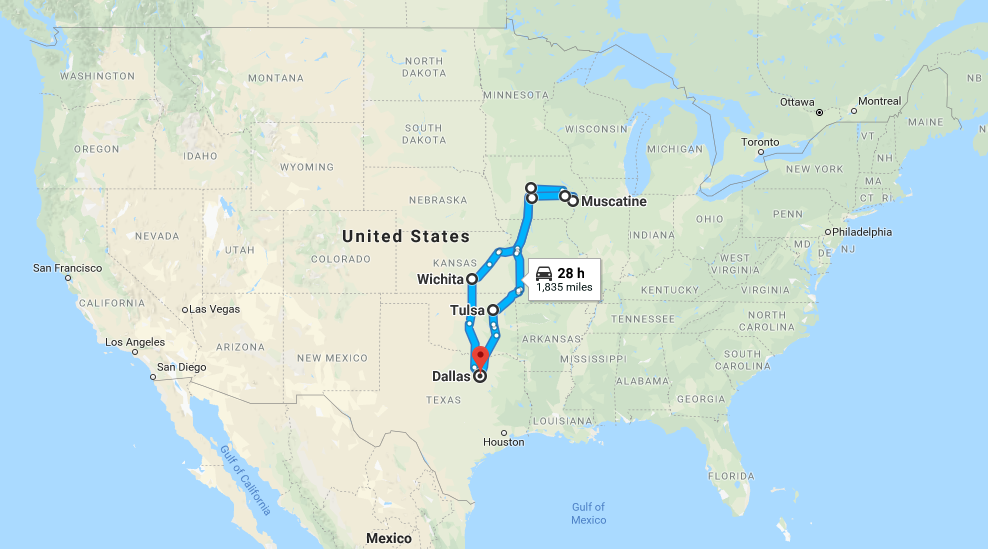 WASHINGTON
MONTANA
NORTH
DAKOTA
MINNESOTA
Ottawa
Montreal
NB
MAINE
OREGON
IDAHO
SOUTH
DAKOTA
WISCONSIN
MICHIGAN
Toronto
VT
NH
WYOMING
NEW YORK
MA
CT RI
NEBRASKA
Muscatine
PENN
Philadelphia
NEVADA
UTAH
United States
OHIO
INDIANA
MD
DE
NJ
COLORADO
KANSAS
WEST
VIRGINIA
San Francisco
Wichita
28 h
1,835 miles
KENTUCKY
VIRGINIA
CALIFORNIA
Las Vegas
Tulsa
TENNESSEE
NORTH
CAROLINA
Los Angeles
ARIZONA
NEW MEXICO
ARKANSAS
MISSISSIPPI
SOUTH
CAROLINA
San Diego
Dallas
TEXAS
ALABAMA
GEORGIA
LOUISIANA
Houston
FLORIDA
Gulf of California
Gulf of
Mexico
Mexico